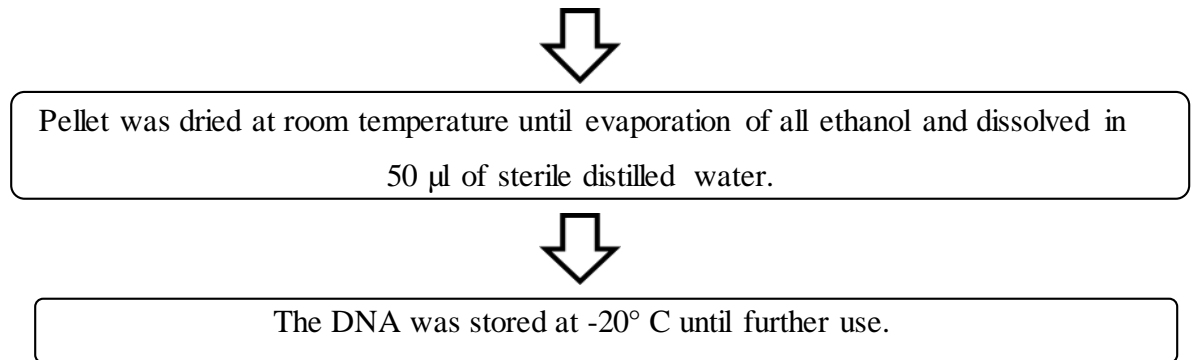 Pellet was dried at room temperature until evaporation of all ethanol and dissolved in
50 µl of sterile distilled water.
The DNA was stored at -20° C until further use.